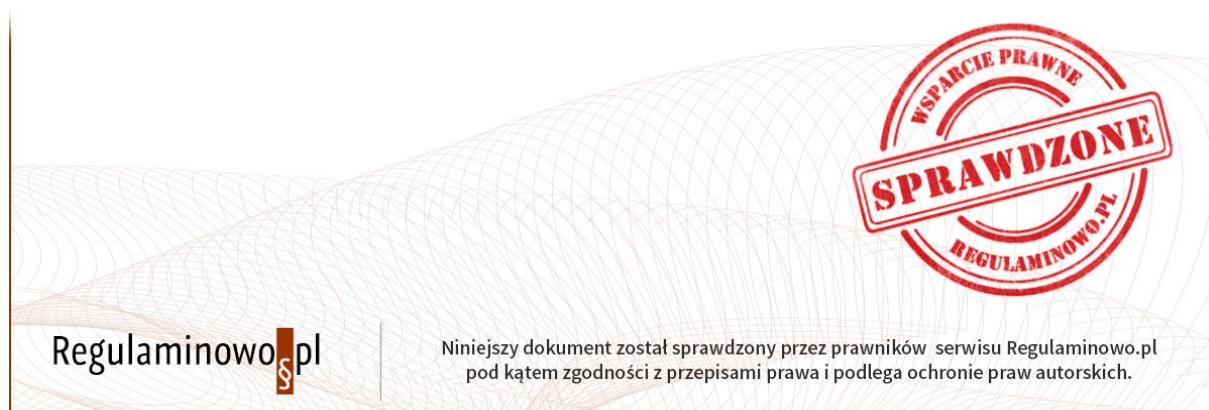 WSPARCIE PRAWNE
SPRAWDZONE
REGULAMINOWO.PL
Regulaminowo§pl
Niniejszy dokument został sprawdzony przez prawników serwisu Regulaminowo.pl
pod kątem zgodności z przepisami prawa i podlega ochronie praw autorskich.